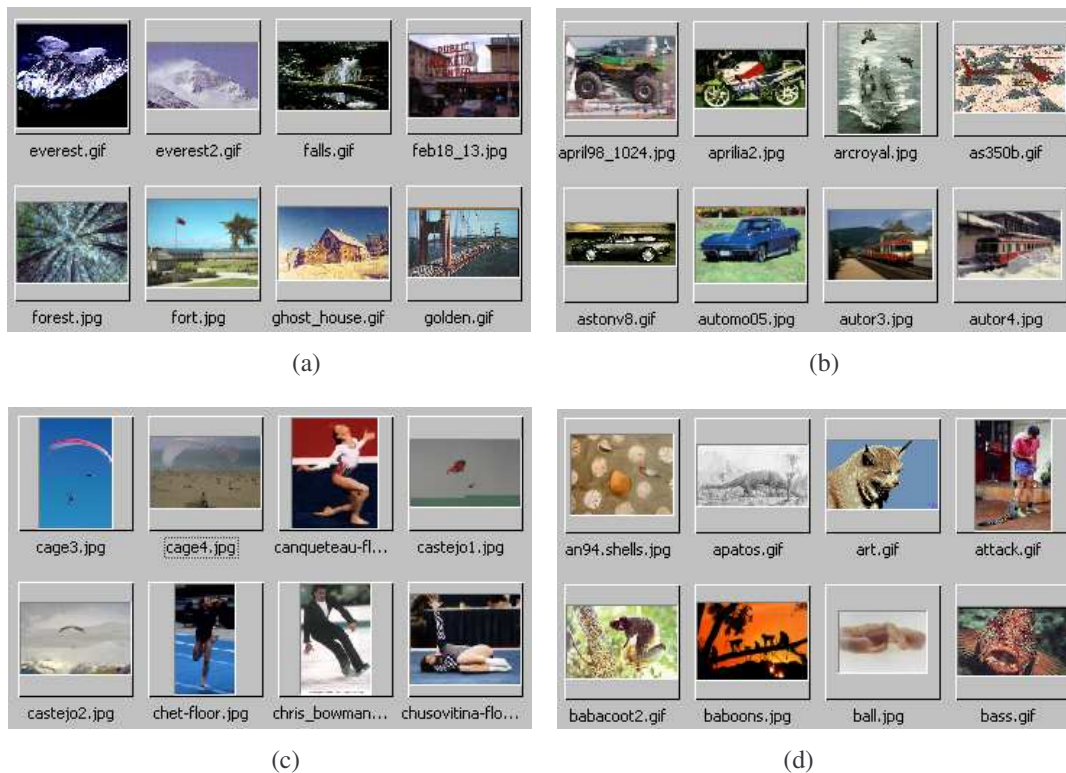 PUBLIC
MARKET
CENTER
everest.gif
everest2.gif
falls.gif
feb18_13.jpg
forest.jpg
fort.jpg
ghost_house.gif
golden.gif
(a)
april98_1024.jpg
aprilia2.jpg
arcroyal.jpg
as350b.gif
astonv8.gif
automo05.jpg
autor3.jpg
autor4.jpg
(b)
cage3.jpg
cage4.jpg
canqueteau-fl...
castejo1.jpg
castejo2.jpg
chet-floor.jpg
chris_bowman...
chusovitina-flo...
(c)
an94.shells.jpg
apatos.gif
art.gif
attack.gif
babacoot2.gif
baboons.jpg
ball.jpg
bass.gif
(d)